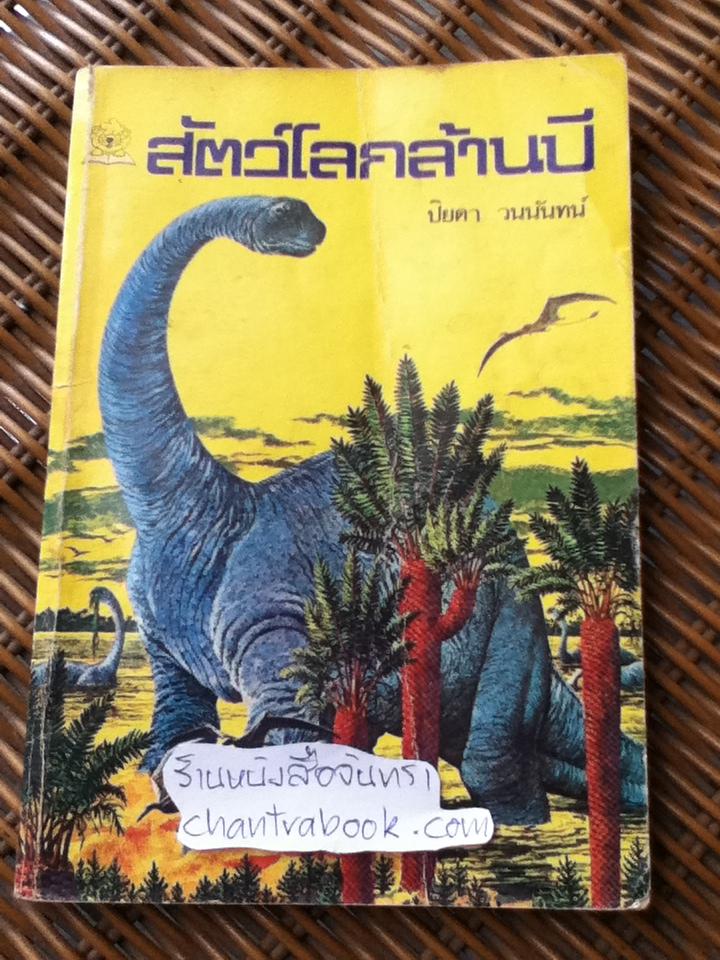 สัตว์โลกล้านปี
ปิยดา วนนันทน์
ร้านหนังสือจันทรา
chantrabook.com